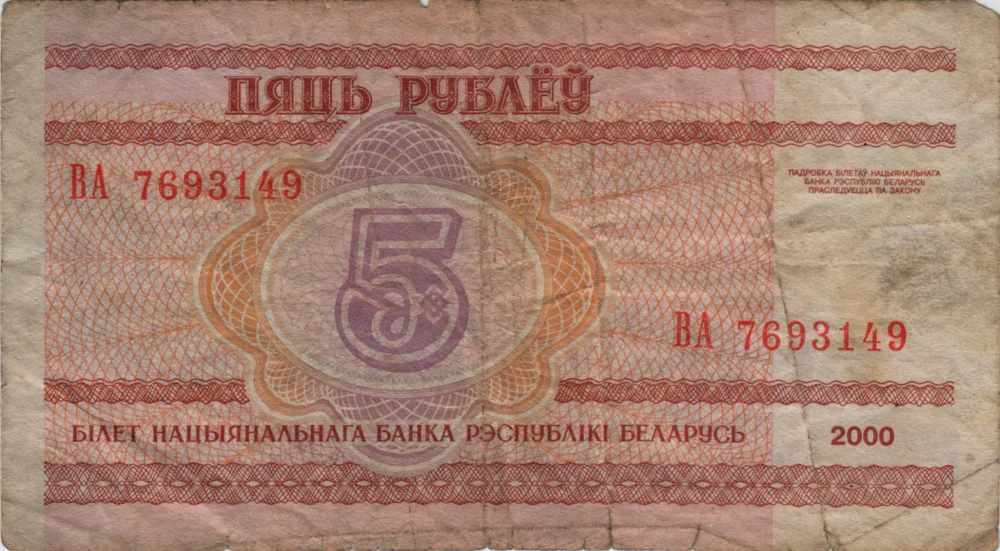 ПЯЦЬ РУБЛЁЎ
ВА 7693149
ПАДРОБКА БІЛЕТАЎ НАЦЫЯНАЛЬНАГА
БАНКА РЭСПУБЛІКІ БЕЛАРУСЬ
ПРАСЛЕДУЕЦЦА ПА ЗАКОНУ
5
ВА 7693149
БІЛЕТ НАЦЫЯНАЛЬНАГА БАНКА РЭСПУБЛІКІ БЕЛАРУСЬ
2000